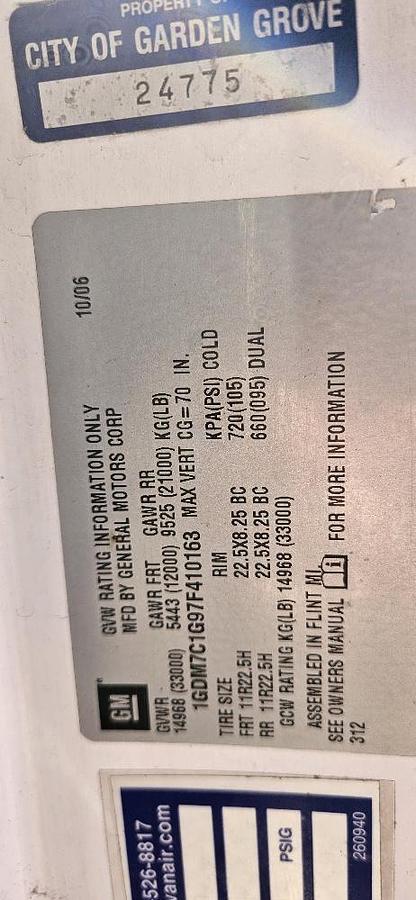 PROPERTY OF
CITY OF GARDEN GROVE
24775
GM
GVW RATING INFORMATION ONLY 10/06
MFD BY GENERAL MOTORS CORP
GVWR GAWR FRT GAWR RR
14968 (33000) 5443 (12000) 9525 (21000) KG(LB)
1GDM7C1G97F410163 MAX VERT CG=70 IN.
TIRE SIZE RIM KPA(PSI) COLD
FRT 11R22.5H 22.5X8.25 BC 720(105)
RR 11R22.5H 22.5X8.25 BC 660(095) DUAL
GCW RATING KG(LB) 14968 (33000)
ASSEMBLED IN FLINT MI.
SEE OWNERS MANUAL i FOR MORE INFORMATION
312
526-8817
vanair.com
PSIG
260940